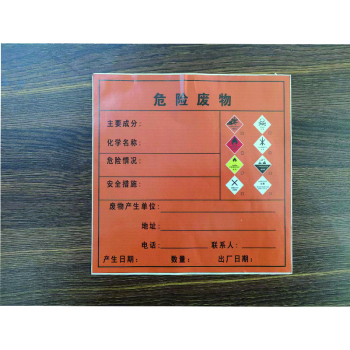 危险废物
主要成分：
化学名称：
危险情况：
安全措施：
废物产生单位：
地址：
电话： 联系人：
产生日期： 数量： 出厂日期：